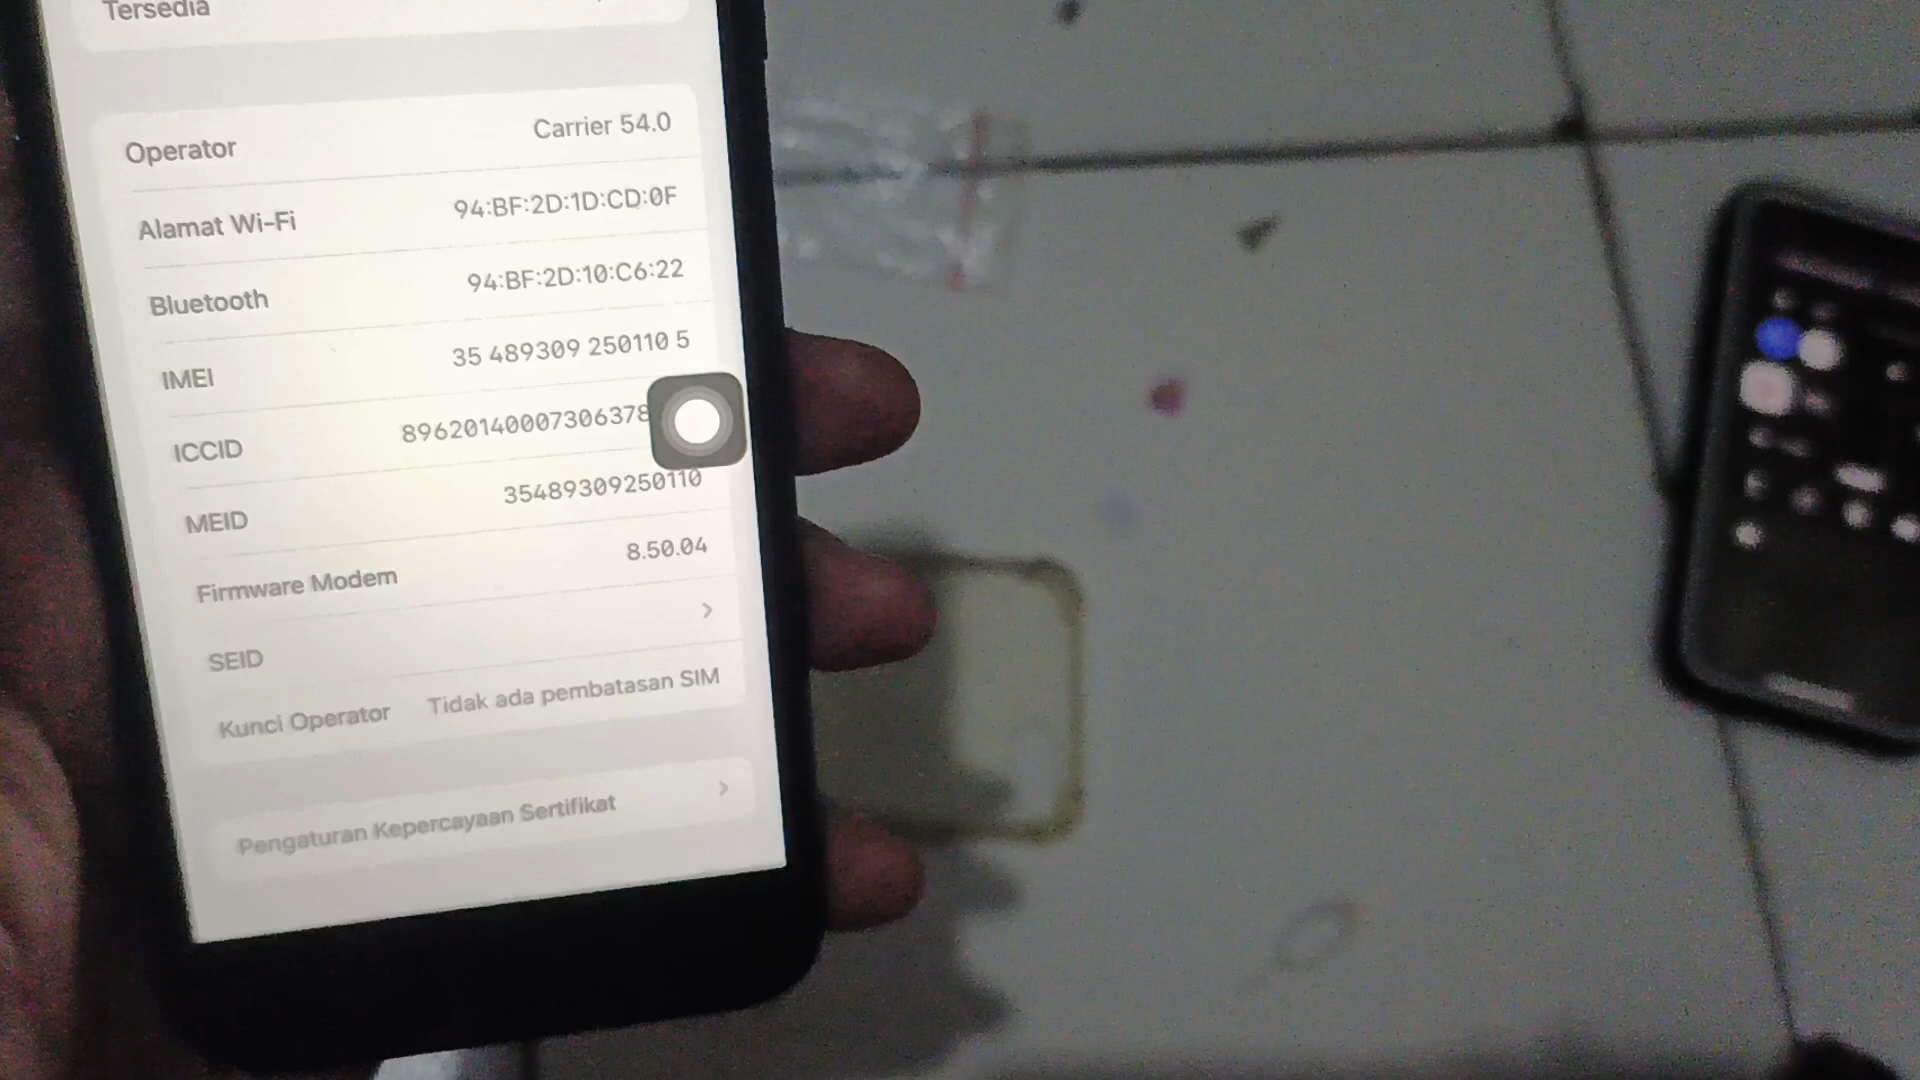 Tersedia
Operator Carrier 54.0
Alamat Wi-Fi 94:BF:2D:1D:CD:0F
Bluetooth 94:BF:2D:10:C6:22
IMEI 35 489309 250110 5
ICCID 89620140007306378
MEID 35489309250110
Firmware Modem 8.50.04
SEID
Kunci Operator Tidak ada pembatasan SIM
Pengaturan Kepercayaan Sertifikat